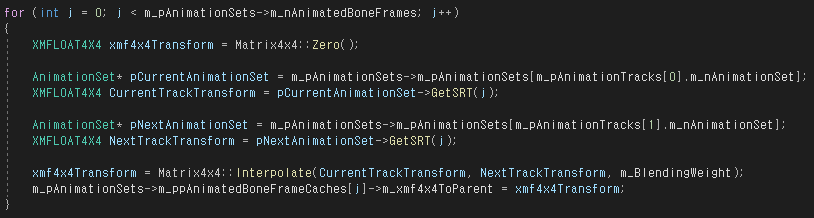 for (int j = 0; j < m_pAnimationSets->m_nAnimatedBoneFrames; j++)
{
XMFLOAT4X4 xmf4x4Transform = Matrix4x4::Zero();
AnimationSet* pCurrentAnimationSet = m_pAnimationSets->m_pAnimationSets[m_pAnimationTracks[0].m_nAnimationSet];
XMFLOAT4X4 CurrentTrackTransform = pCurrentAnimationSet->GetSRT(j);
AnimationSet* pNextAnimationSet = m_pAnimationSets->m_pAnimationSets[m_pAnimationTracks[1].m_nAnimationSet];
XMFLOAT4X4 NextTrackTransform = pNextAnimationSet->GetSRT(j);
xmf4x4Transform = Matrix4x4::Interpolate(CurrentTrackTransform, NextTrackTransform, m_BlendingWeight);
m_pAnimationSets->m_ppAnimatedBoneFrameCaches[j]->m_xmf4x4ToParent = xmf4x4Transform;
}